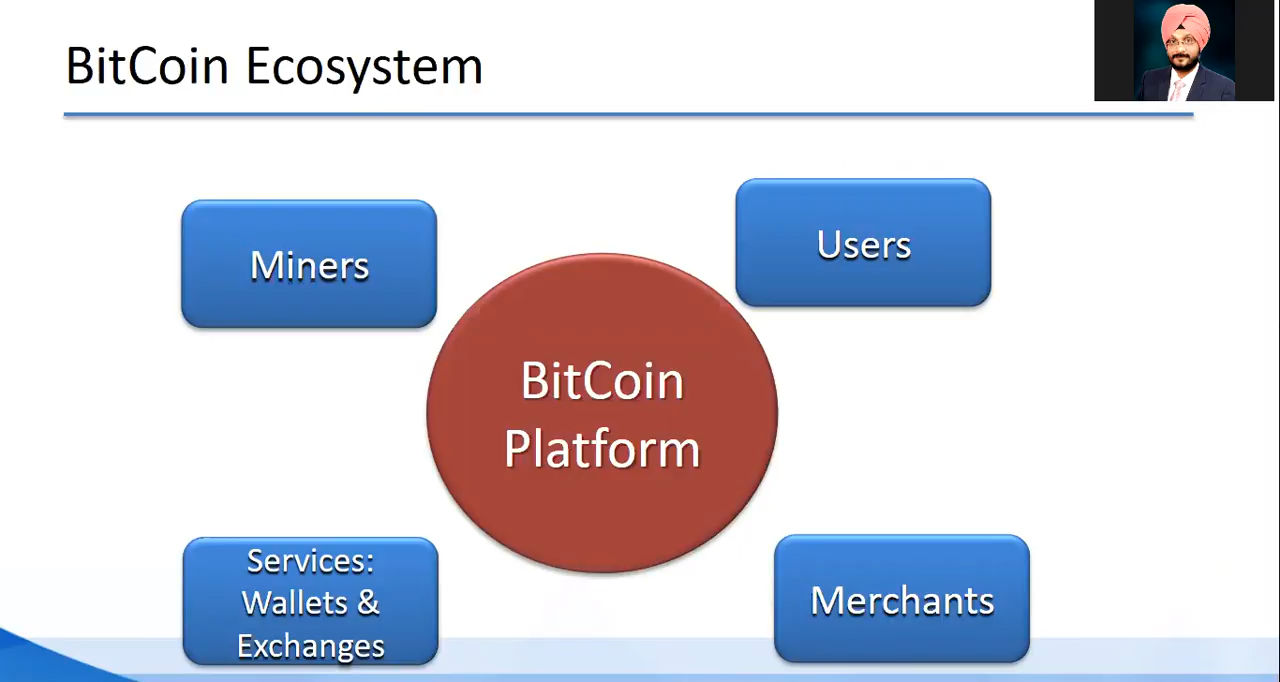 BitCoin Ecosystem
Miners
Users
BitCoin
Platform
Services:
Wallets &
Exchanges
Merchants